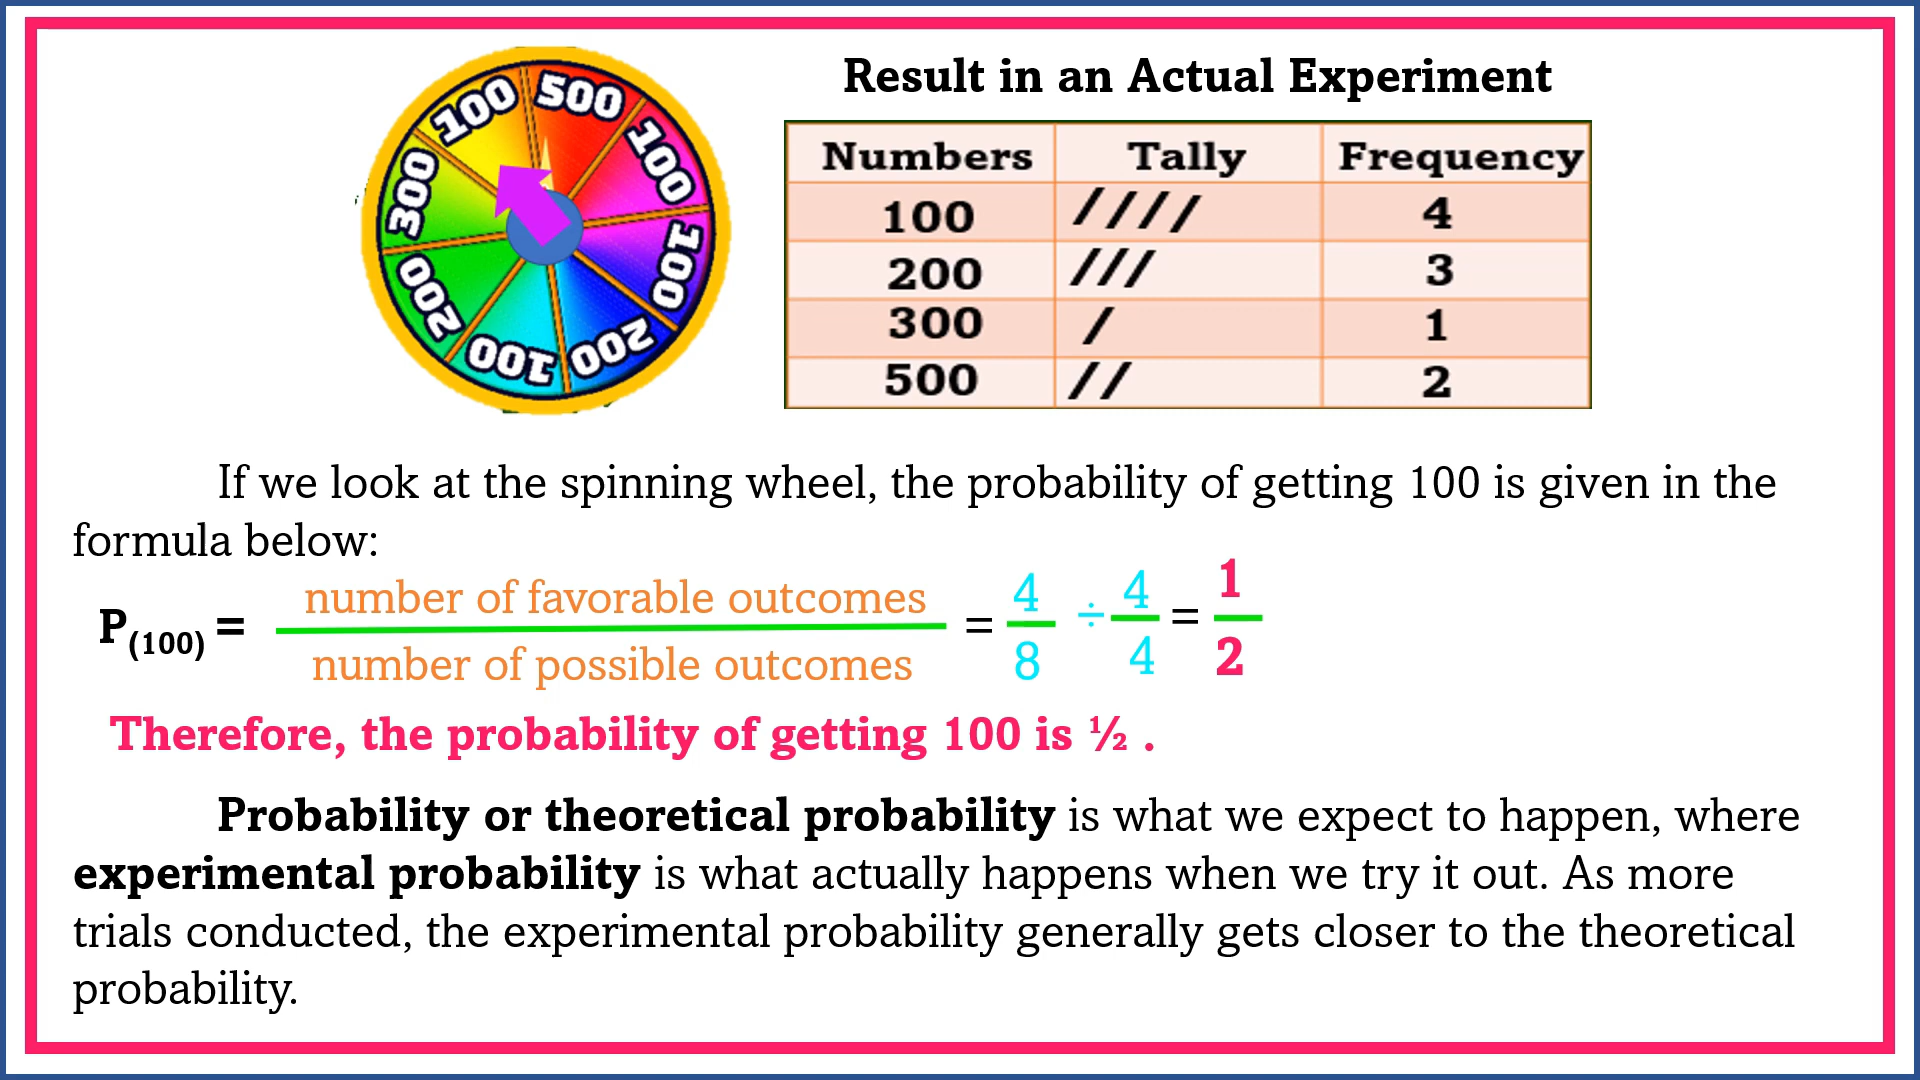 500
100
100
200
100
200
300
100
Result in an Actual Experiment
Numbers Tally Frequency
100 //// 4
200 /// 3
300 / 1
500 // 2
If we look at the spinning wheel, the probability of getting 100 is given in the
formula below:
P(100) = number of favorable outcomes / number of possible outcomes = 4/8 ÷ 4/4 = 1/2
Therefore, the probability of getting 100 is ½ .
Probability or theoretical probability is what we expect to happen, where
experimental probability is what actually happens when we try it out. As more
trials conducted, the experimental probability generally gets closer to the theoretical
probability.